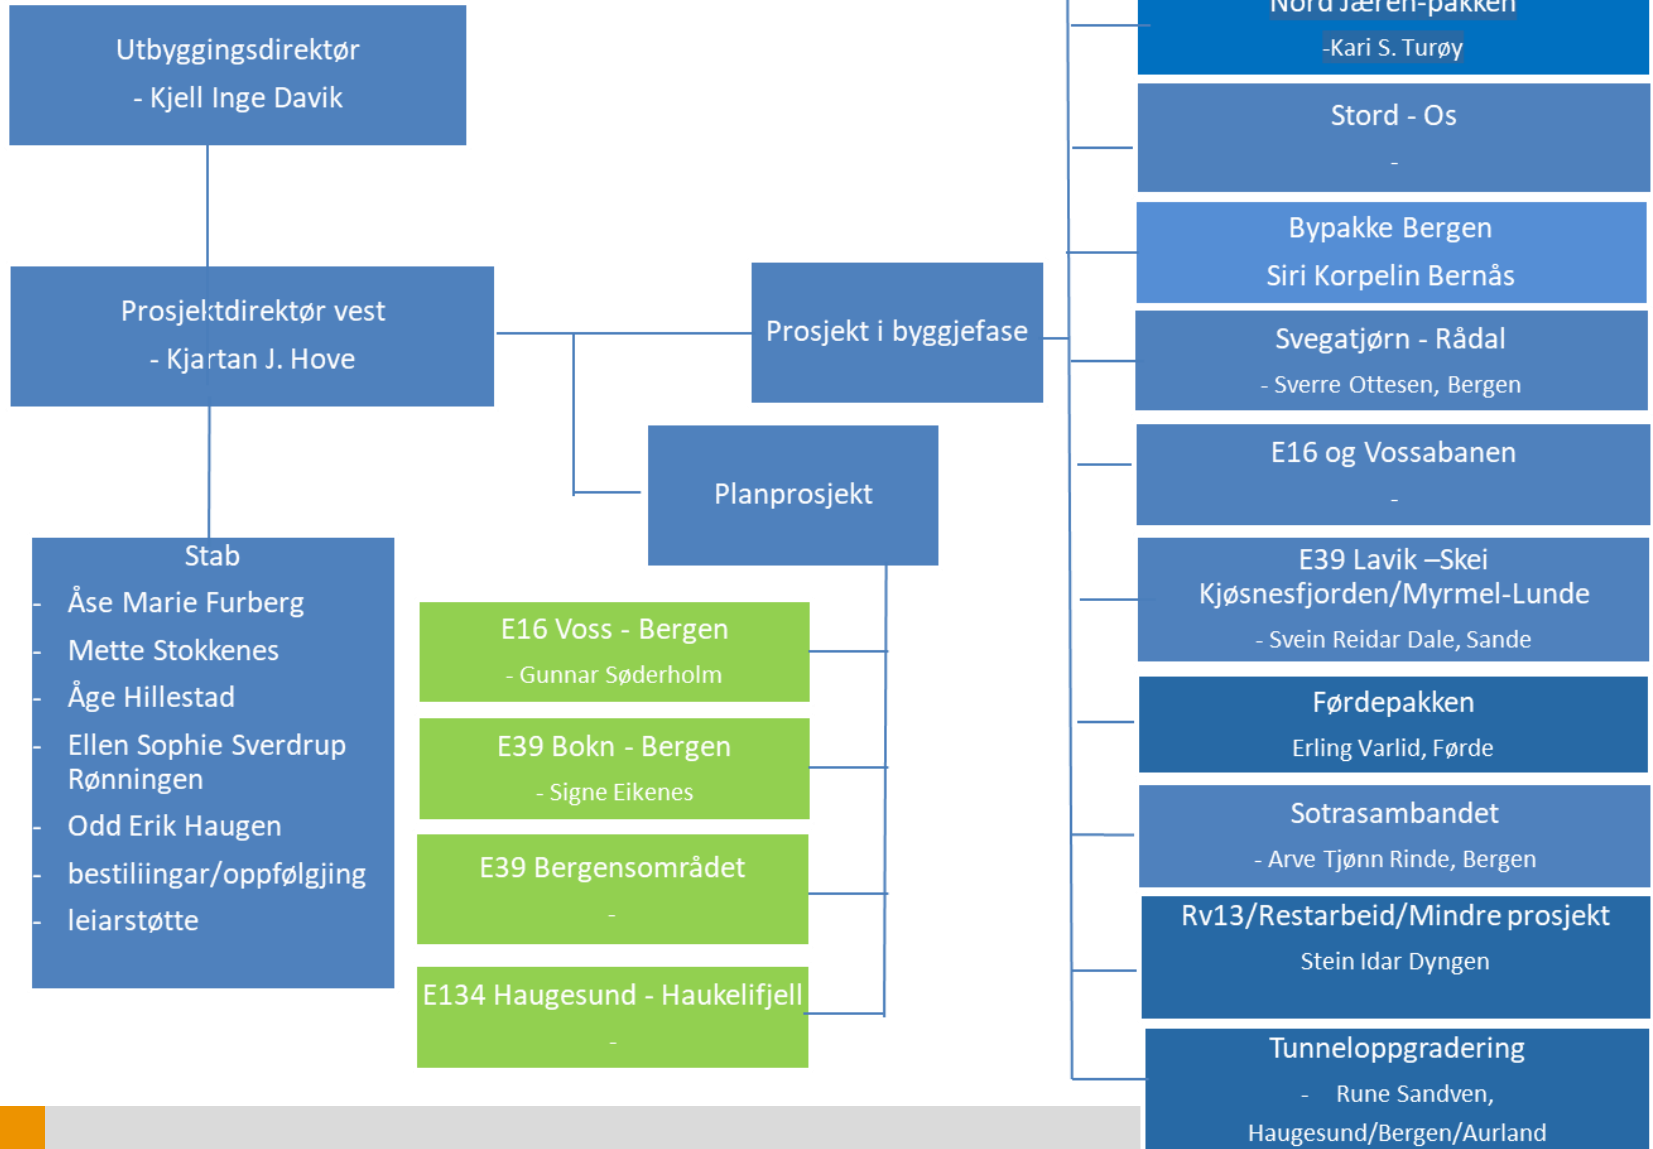 Utbyggingsdirektør
- Kjell Inge Davik
Prosjektdirektør vest
- Kjartan J. Hove
Stab
- Åse Marie Furberg
- Mette Stokkenes
- Åge Hillestad
- Ellen Sophie Sverdrup
Rønningen
- Odd Erik Haugen
- bestiliingar/oppfølgjing
- leiarstøtte
Prosjekt i byggjefase
Planprosjekt
E16 Voss - Bergen
- Gunnar Søderholm
E39 Bokn - Bergen
- Signe Eikenes
E39 Bergensområdet
-
E134 Haugesund - Haukelifjell
-
Nord Jæren-pakken
-Kari S. Turøy
Stord - Os
-
Bypakke Bergen
Siri Korpelin Bernås
Svegatjørn - Rådal
- Sverre Ottesen, Bergen
E16 og Vossabanen
-
E39 Lavik –Skei
Kjøsnesfjorden/Myrmel-Lunde
- Svein Reidar Dale, Sande
Førdepakken
Erling Varlid, Førde
Sotrasambandet
- Arve Tjønn Rinde, Bergen
Rv13/Restarbeid/Mindre prosjekt
Stein Idar Dyngen
Tunneloppgradering
- Rune Sandven,
Haugesund/Bergen/Aurland